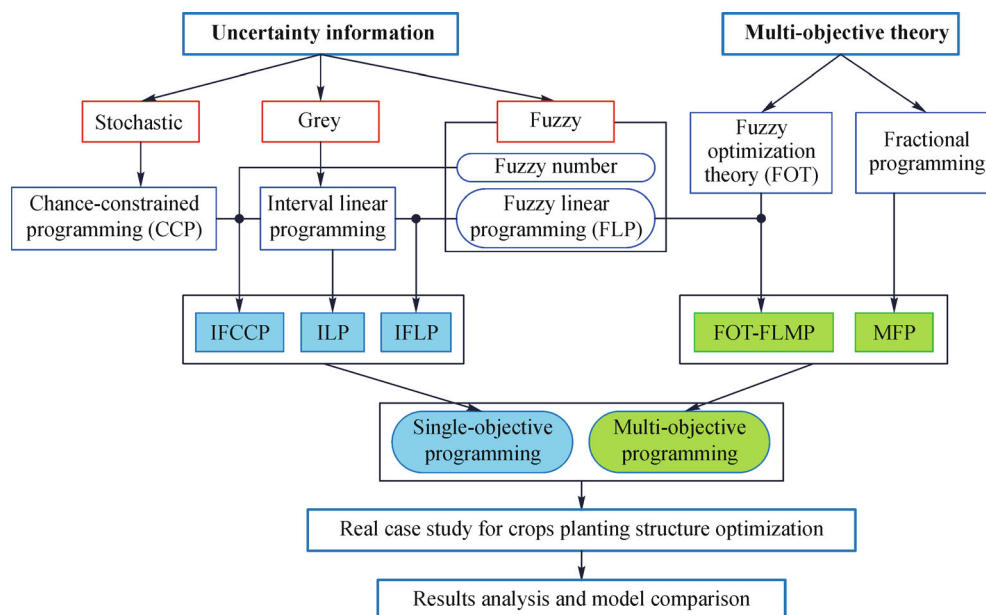 Uncertainty information
Multi-objective theory
Stochastic
Grey
Fuzzy
Fuzzy
optimization
theory (FOT)
Fractional
programming
Fuzzy number
Chance-constrained
programming (CCP)
Interval linear
programming
Fuzzy linear
programming (FLP)
IFCCP
ILP
IFLP
FOT-FLMP
MFP
Single-objective
programming
Multi-objective
programming
Real case study for crops planting structure optimization
Results analysis and model comparison